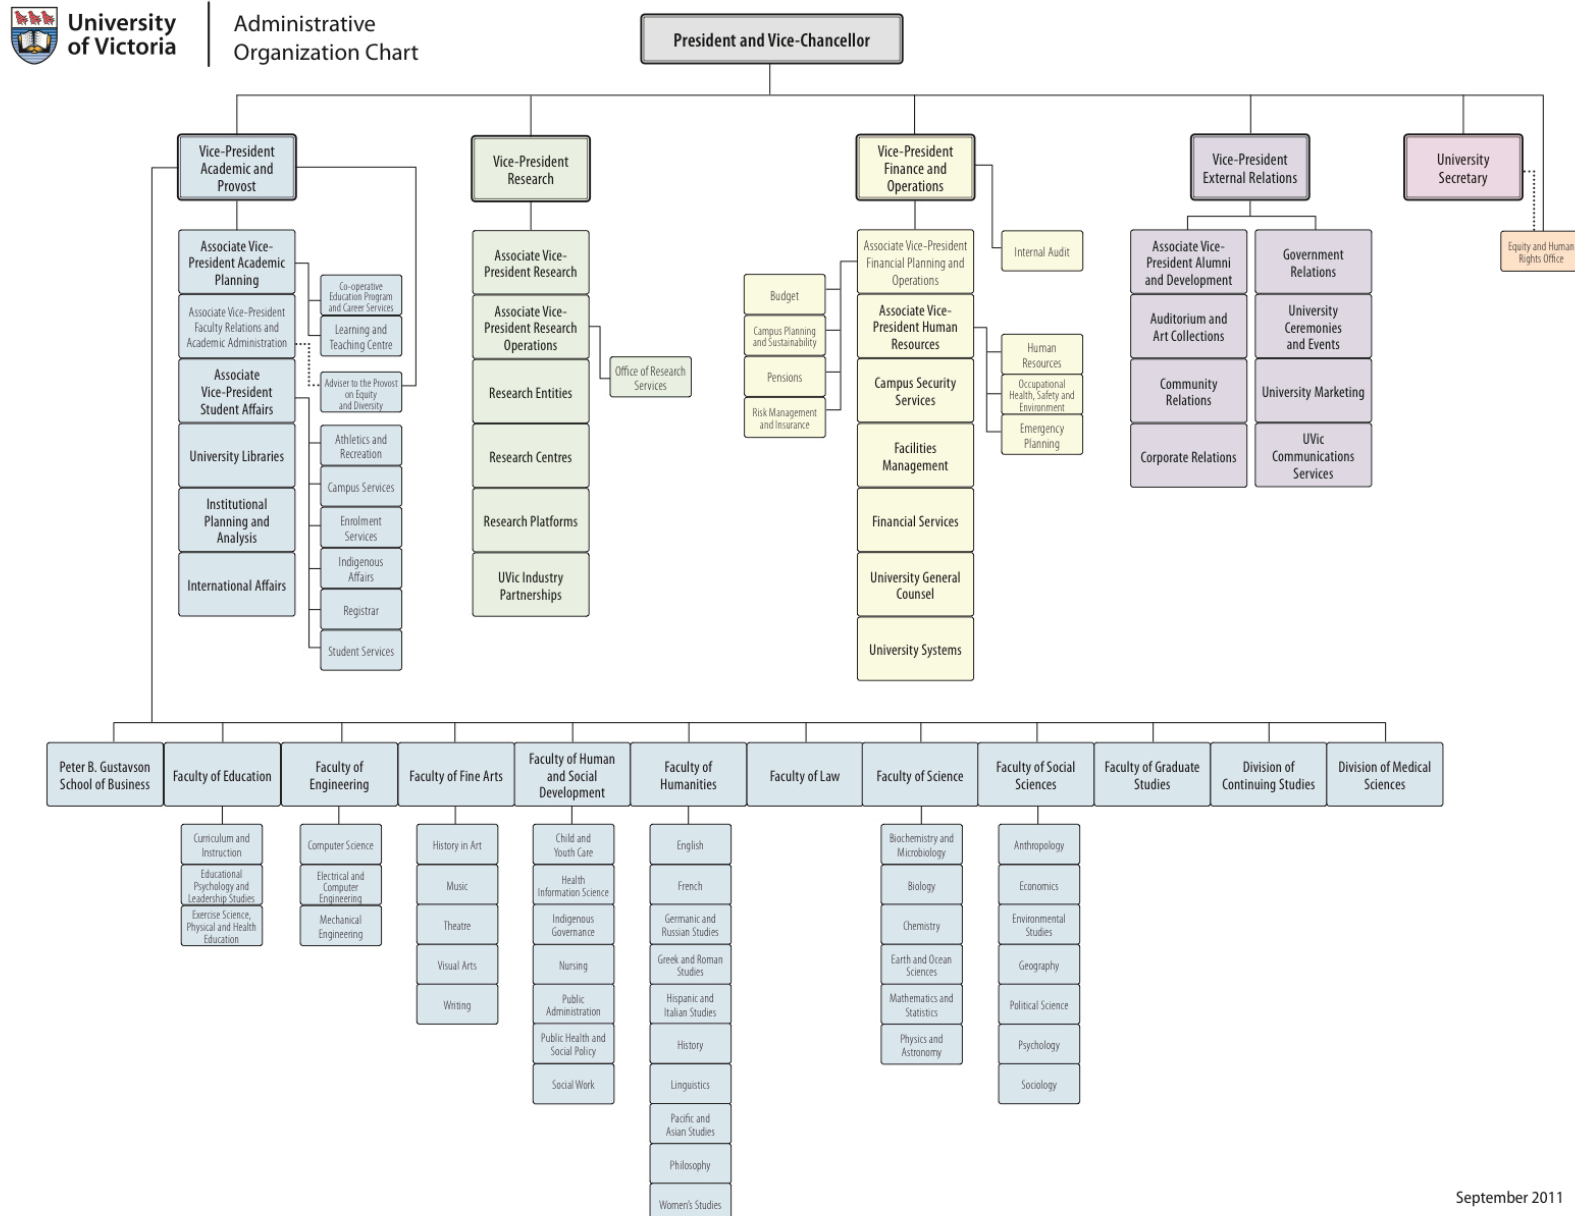 University
of Victoria
Administrative
Organization Chart
President and Vice-Chancellor
Vice-President
Academic and
Provost
Vice-President
Research
Vice-President
Finance and
Operations
Vice-President
External Relations
University
Secretary
Equity and Human
Rights Office
Associate Vice-
President Academic
Planning
Associate Vice-President
Faculty Relations and
Academic Administration
Associate
Vice-President
Student Affairs
University Libraries
Institutional
Planning and
Analysis
International Affairs
Co-operative
Education Program
and Career Services
Learning and
Teaching Centre
Adviser to the Provost
on Equity
and Diversity
Athletics and
Recreation
Campus Services
Enrolment
Services
Indigenous
Affairs
Registrar
Student Services
Associate Vice-
President Research
Associate Vice-
President Research
Operations
Research Entities
Research Centres
Research Platforms
UVic Industry
Partnerships
Office of Research
Services
Budget
Campus Planning
and Sustainability
Pensions
Risk Management
and Insurance
Associate Vice-President
Financial Planning and
Operations
Associate Vice-
President Human
Resources
Campus Security
Services
Facilities
Management
Financial Services
University General
Counsel
University Systems
Internal Audit
Human
Resources
Occupational
Health, Safety and
Environment
Emergency
Planning
Associate Vice-
President Alumni
and Development
Auditorium and
Art Collections
Community
Relations
Corporate Relations
Government
Relations
University
Ceremonies
and Events
University Marketing
UVic
Communications
Services
Peter B. Gustavson
School of Business
Faculty of Education
Faculty of
Engineering
Faculty of Fine Arts
Faculty of Human
and Social
Development
Faculty of
Humanities
Faculty of Law
Faculty of Science
Faculty of Social
Sciences
Faculty of Graduate
Studies
Division of
Continuing Studies
Division of Medical
Sciences
Curriculum and
Instruction
Educational
Psychology and
Leadership Studies
Exercise Science,
Physical and Health
Education
Computer Science
Electrical and
Computer
Engineering
Mechanical
Engineering
History in Art
Music
Theatre
Visual Arts
Writing
Child and
Youth Care
Health
Information Science
Indigenous
Governance
Nursing
Public
Administration
Public Health and
Social Policy
Social Work
English
French
Germanic and
Russian Studies
Greek and Roman
Studies
Hispanic and
Italian Studies
History
Linguistics
Pacific and
Asian Studies
Philosophy
Women's Studies
Biochemistry and
Microbiology
Biology
Chemistry
Earth and Ocean
Sciences
Mathematics and
Statistics
Physics and
Astronomy
Anthropology
Economics
Environmental
Studies
Geography
Political Science
Psychology
Sociology
September 2011